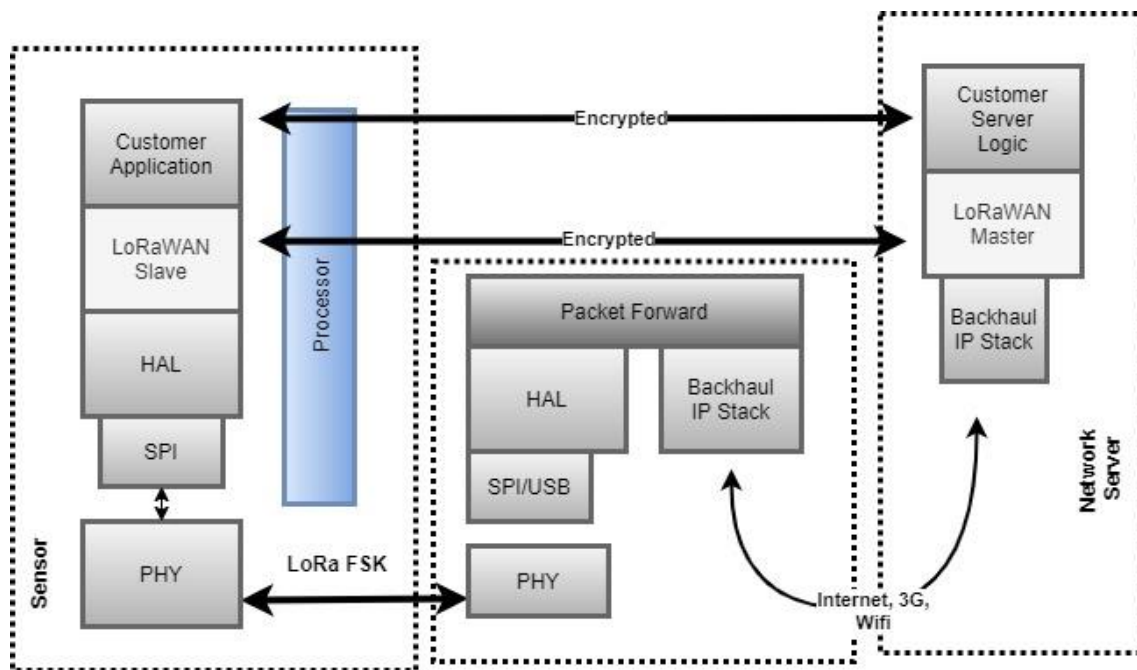 Customer
Application
LoRaWAN
Slave
HAL
SPI
PHY
Sensor
Processor
Encrypted
Encrypted
LoRa FSK
Packet Forward
HAL
Backhaul
IP Stack
SPI/USB
PHY
Internet, 3G,
Wifi
Customer
Server
Logic
LoRaWAN
Master
Backhaul
IP Stack
Network
Server